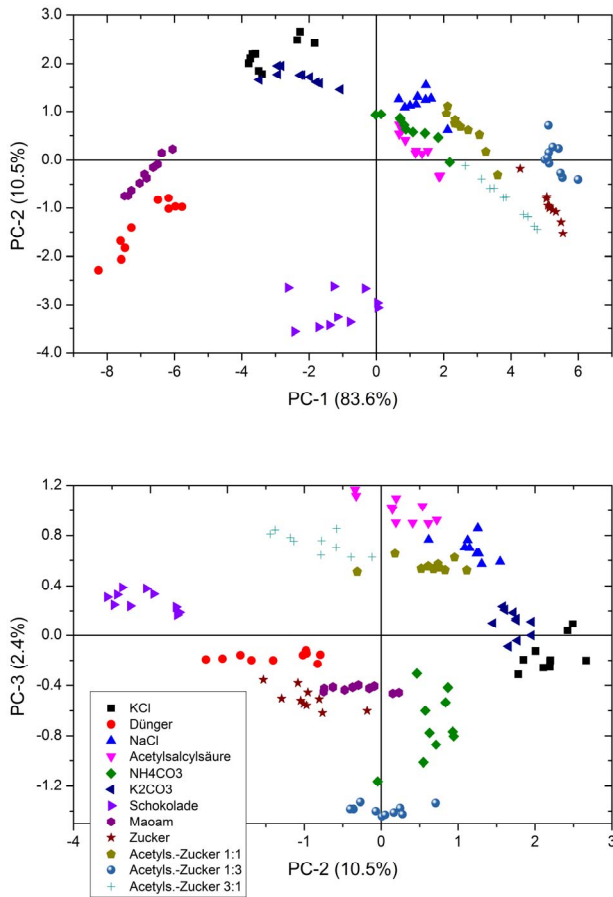 3.0
2.0
1.0
0.0
-1.0
-2.0
-3.0
-4.0
PC-2 (10.5%)
-8 -6 -4 -2 0 2 4 6
PC-1 (83.6%)
1.2
0.8
0.4
0.0
-0.4
-0.8
-1.2
PC-3 (2.4%)
KCl
Dünger
NaCl
Acetylsalcylsäure
NH4CO3
K2CO3
Schokolade
Maoam
Zucker
Acetyls.-Zucker 1:1
Acetyls.-Zucker 1:3
Acetyls.-Zucker 3:1
-4 -1 0 1 2 3
PC-2 (10.5%)